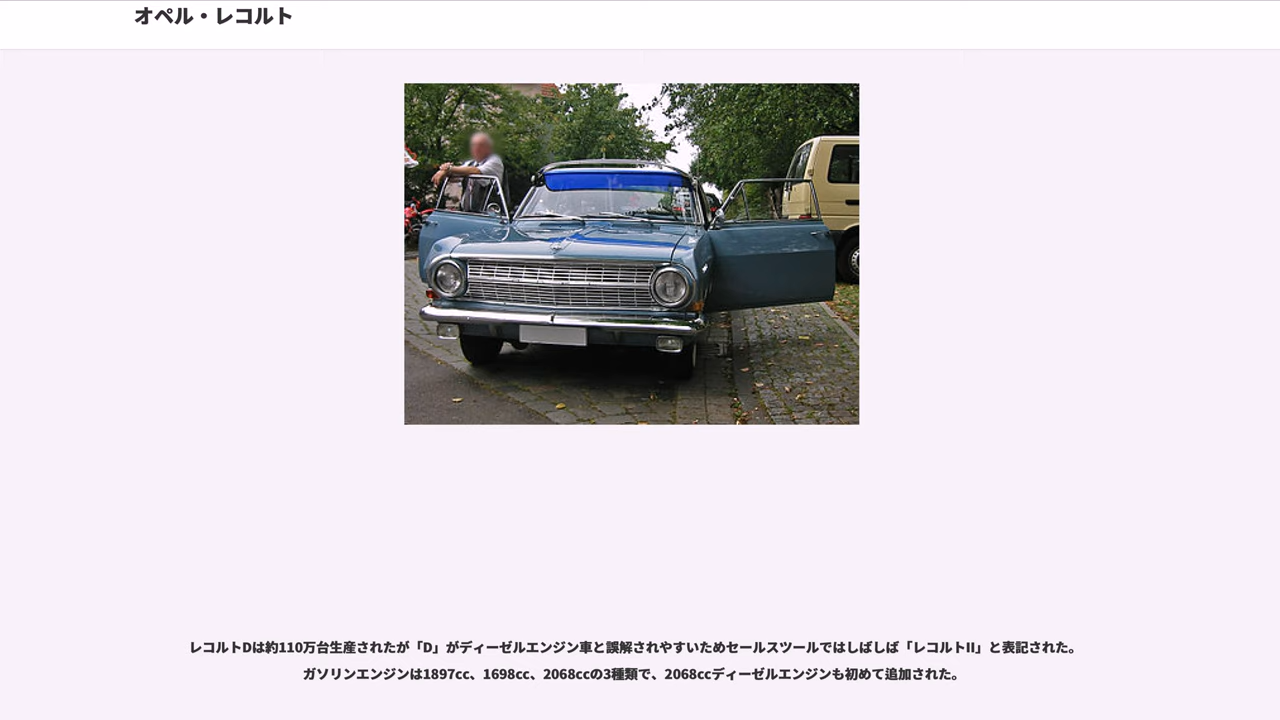 オペル・レコルト
レコルトDは約110万台生産されたが「D」がディーゼルエンジン車と誤解されやすいためセールスツールではしばしば「レコルトII」と表記された。
ガソリンエンジンは1897cc、1698cc、2068ccの3種類で、2068ccディーゼルエンジンも初めて追加された。